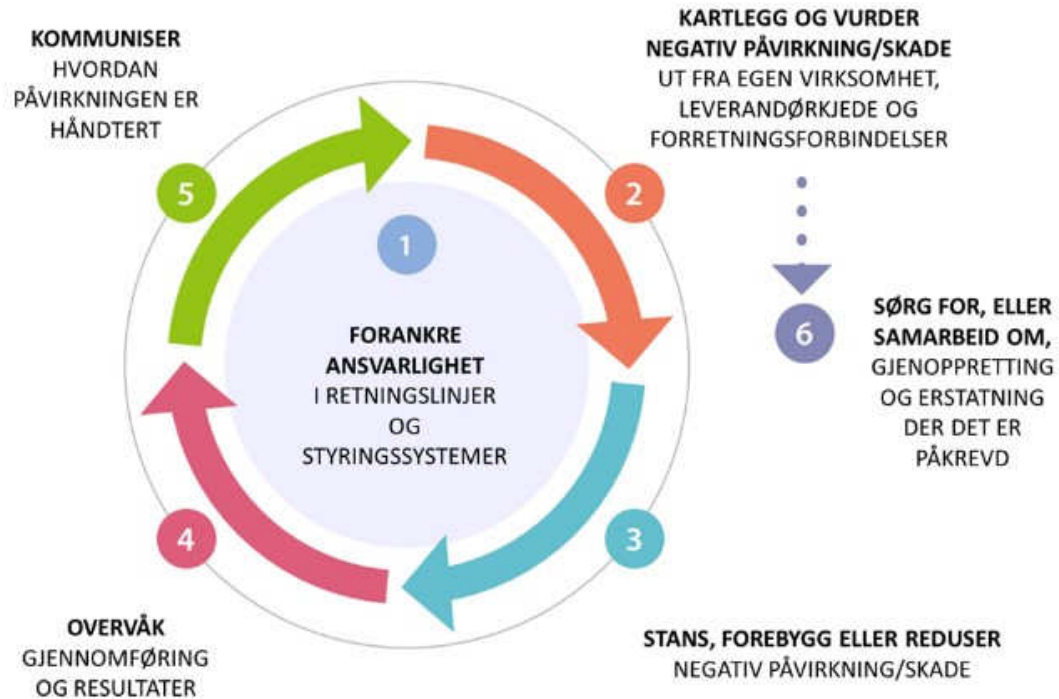 KOMMUNISER
HVORDAN
PÅVIRKNINGEN ER
HÅNDTERT
KARTLEGG OG VURDER
NEGATIV PÅVIRKNING/SKADE
UT FRA EGEN VIRKSOMHET,
LEVERANDØRKJEDE OG
FORRETNINGSFORBINDELSER
5
2
1
FORANKRE
ANSVARLIGHET
I RETNINGSLINJER
OG
STYRINGSSYSTEMER
6
SØRG FOR, ELLER
SAMARBEID OM,
GJENOPPRETTING
OG ERSTATNING
DER DET ER
PÅKREVD
4
3
OVERVÅK
GJENNOMFØRING
OG RESULTATER
STANS, FOREBYGG ELLER REDUSER
NEGATIV PÅVIRKNING/SKADE